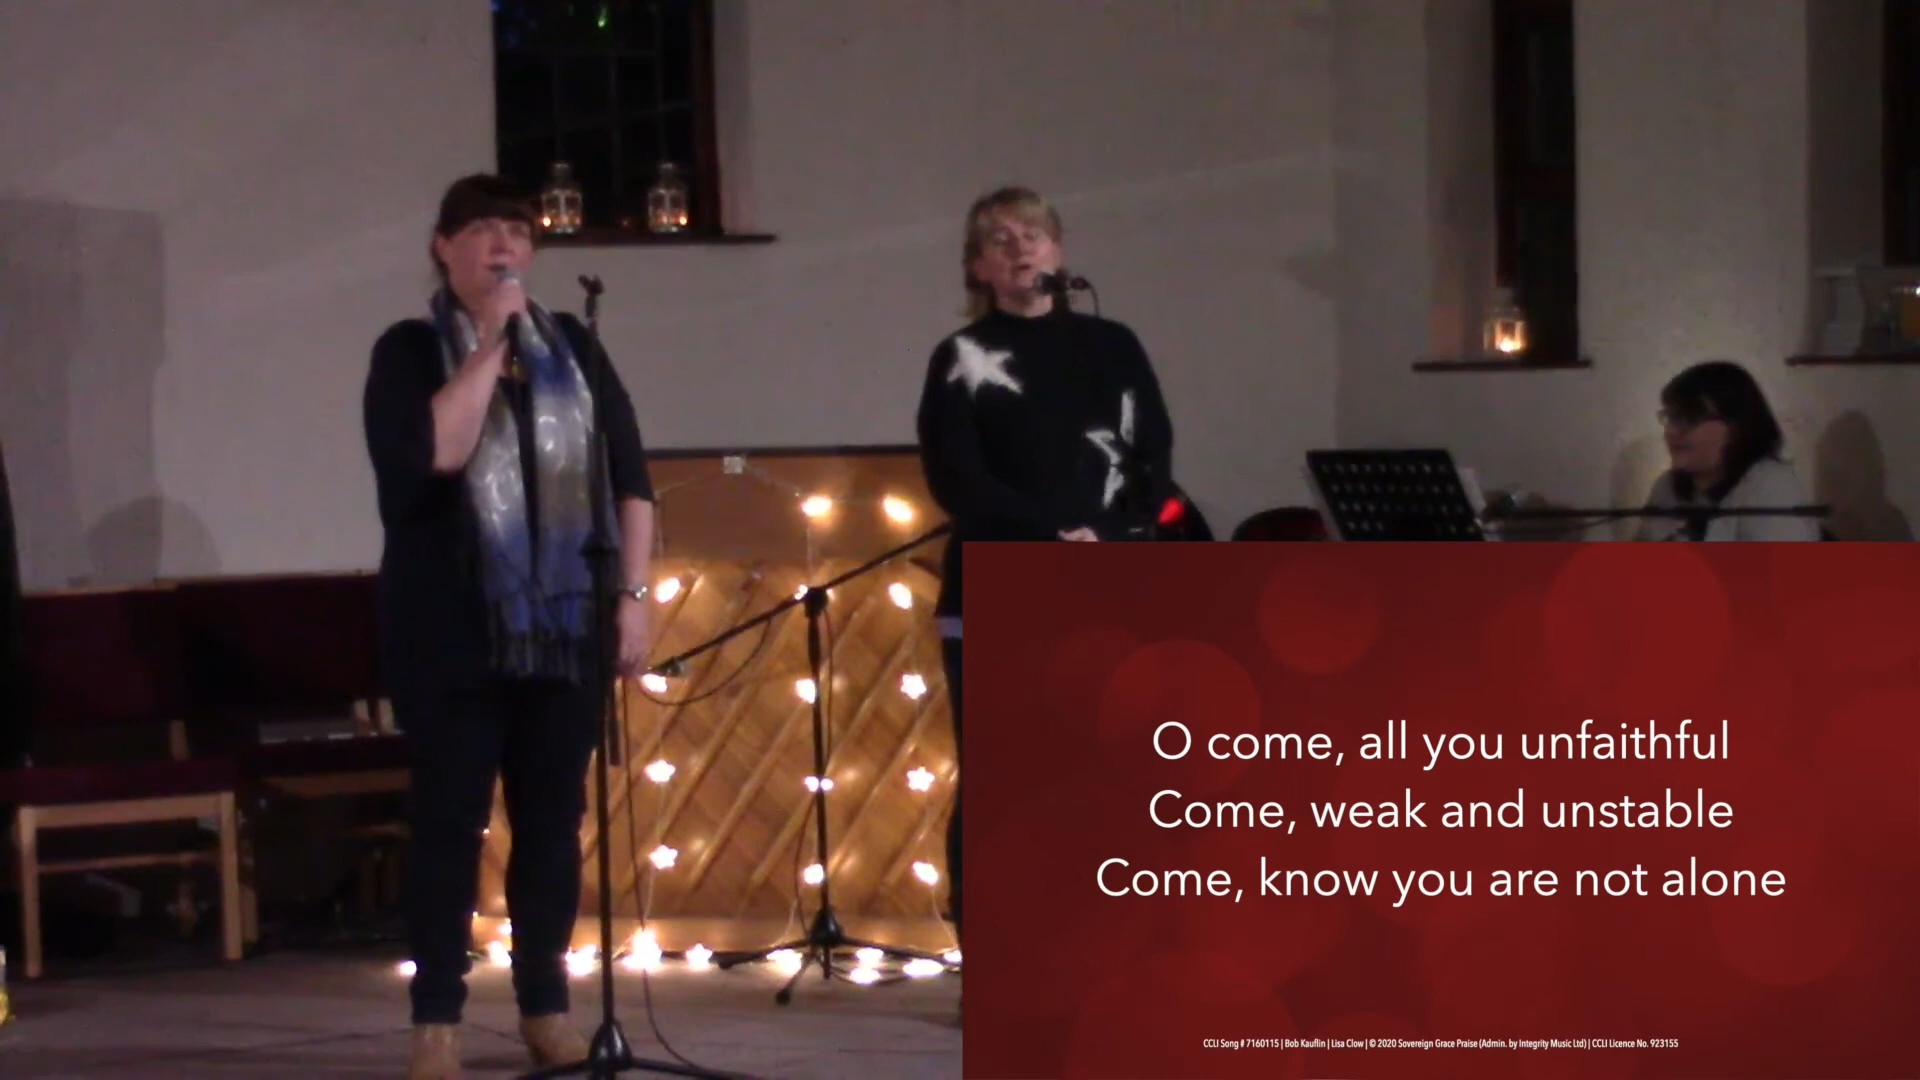 O come, all you unfaithful
Come, weak and unstable
Come, know you are not alone
CCLI Song # 7160115 | Bob Kauflin | Lisa Clow | © 2020 Sovereign Grace Praise (Admin. by Integrity Music Ltd) | CCLI Licence No. 923155